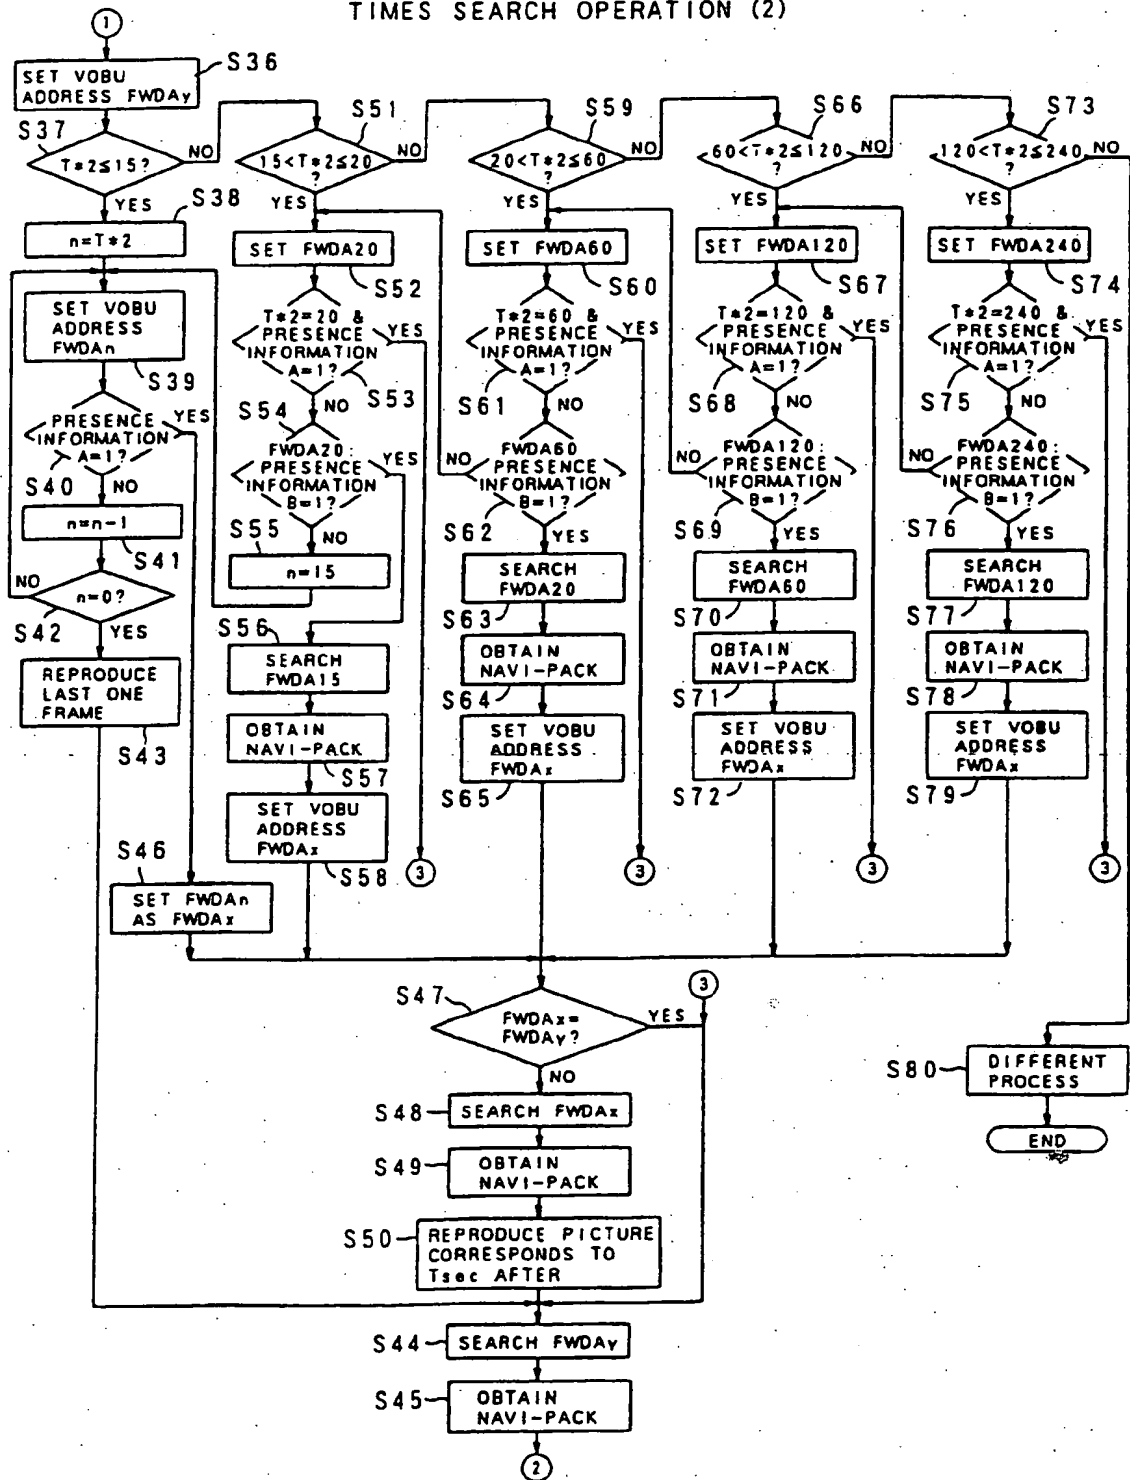 TIMES SEARCH OPERATION (2)
1
SET VOBU
ADDRESS FWDAy
S36
S37
T*2≤15?
NO
YES
S38
n=T*2
SET VOBU
ADDRESS
FWDAn
S39
PRESENCE
INFORMATION
A=1?
YES
S40
NO
n=n-1
S41
NO
n=0?
S42
YES
REPRODUCE
LAST ONE
FRAME
S43
S46
SET FWDAn
AS FWDAx
S51
15<T*2≤20
?
NO
YES
SET FWDA20
S52
T*2=20 &
PRESENCE
INFORMATION
A=1?
YES
S53
NO
S54
FWDA20:
PRESENCE
INFORMATION
B=1?
YES
S55
NO
n=15
S56
SEARCH
FWDA15
OBTAIN
NAVI-PACK
S57
SET VOBU
ADDRESS
FWDAx
S58
3
S59
20<T*2≤60
?
NO
YES
SET FWDA60
S60
T*2=60 &
PRESENCE
INFORMATION
A=1?
YES
S61
NO
FWDA60
PRESENCE
INFORMATION
B=1?
NO
S62
YES
SEARCH
FWDA20
S63
OBTAIN
NAVI-PACK
S64
SET VOBU
ADDRESS
FWDAx
S65
3
S66
60<T*2≤120
?
NO
YES
SET FWDA120
S67
T*2=120 &
PRESENCE
INFORMATION
A=1?
YES
S68
NO
FWDA120:
PRESENCE
INFORMATION
B=1?
NO
S69
YES
SEARCH
FWDA60
S70
OBTAIN
NAVI-PACK
S71
SET VOBU
ADDRESS
FWDAx
S72
3
S73
120<T*2≤240
?
NO
YES
SET FWDA240
S74
T*2=240 &
PRESENCE
INFORMATION
A=1?
YES
S75
NO
FWDA240:
PRESENCE
INFORMATION
B=1?
NO
S76
YES
SEARCH
FWDA120
S77
OBTAIN
NAVI-PACK
S78
SET VOBU
ADDRESS
FWDAx
S79
3
S47
FWDAx=
FWDAy?
YES
3
NO
S48
SEARCH FWDAx
S49
OBTAIN
NAVI-PACK
S50
REPRODUCE PICTURE
CORRESPONDS TO
Tsec AFTER
S44
SEARCH FWDAy
S45
OBTAIN
NAVI-PACK
2
S80
DIFFERENT
PROCESS
END